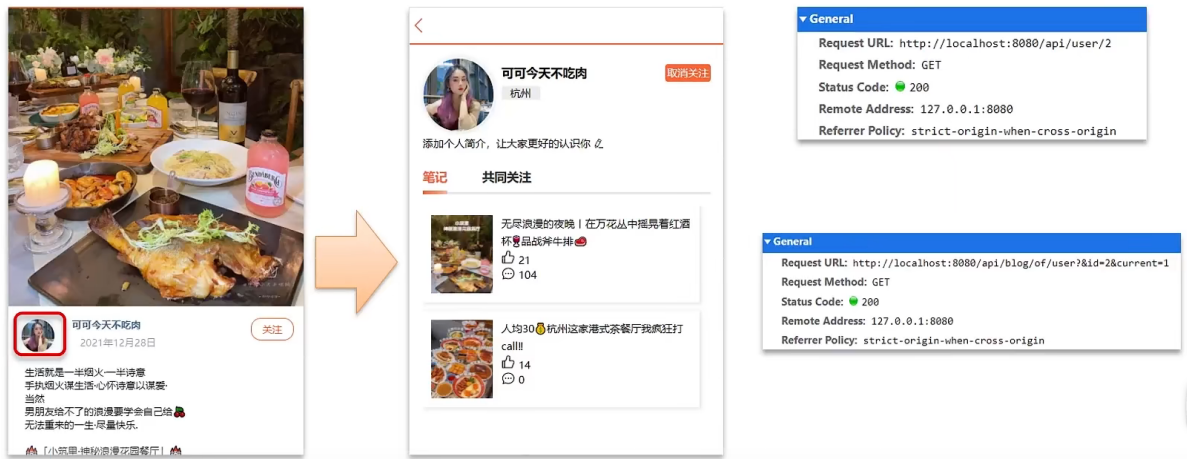 可可今天不吃肉
2021年12月28日
关注
生活就是一半烟火·一半诗意
手执烟火谋生活·心怀诗意以谋爱·
当然
男朋友给不了的浪漫要学会自己给🍒
无法重来的一生·尽量快乐.
🏰「小筑里·神秘浪漫花园餐厅」🏰
可可今天不吃肉
杭州
取消关注
添加个人简介，让大家更好的认识你
笔记
共同关注
无尽浪漫的夜晚丨在万花丛中摇晃着红酒
杯🍷品战斧牛排🥩
21
104
人均30💰杭州这家港式茶餐厅我疯狂打
call‼
14
0
General
Request URL: http://localhost:8080/api/user/2
Request Method: GET
Status Code: 200
Remote Address: 127.0.0.1:8080
Referrer Policy: strict-origin-when-cross-origin
General
Request URL: http://localhost:8080/api/blog/of/user?&id=2&current=1
Request Method: GET
Status Code: 200
Remote Address: 127.0.0.1:8080
Referrer Policy: strict-origin-when-cross-origin